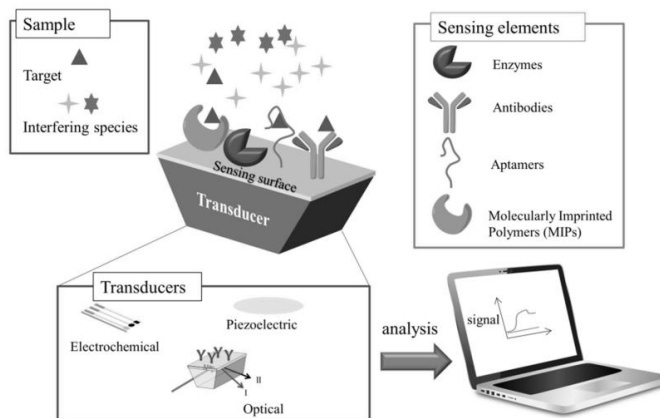 Sample
Target
Interfering species
Sensing elements
Enzymes
Antibodies
Aptamers
Molecularly Imprinted
Polymers (MIPs)
Sensing surface
Transducer
Transducers
Electrochemical
Piezoelectric
II
I
Optical
analysis
signal